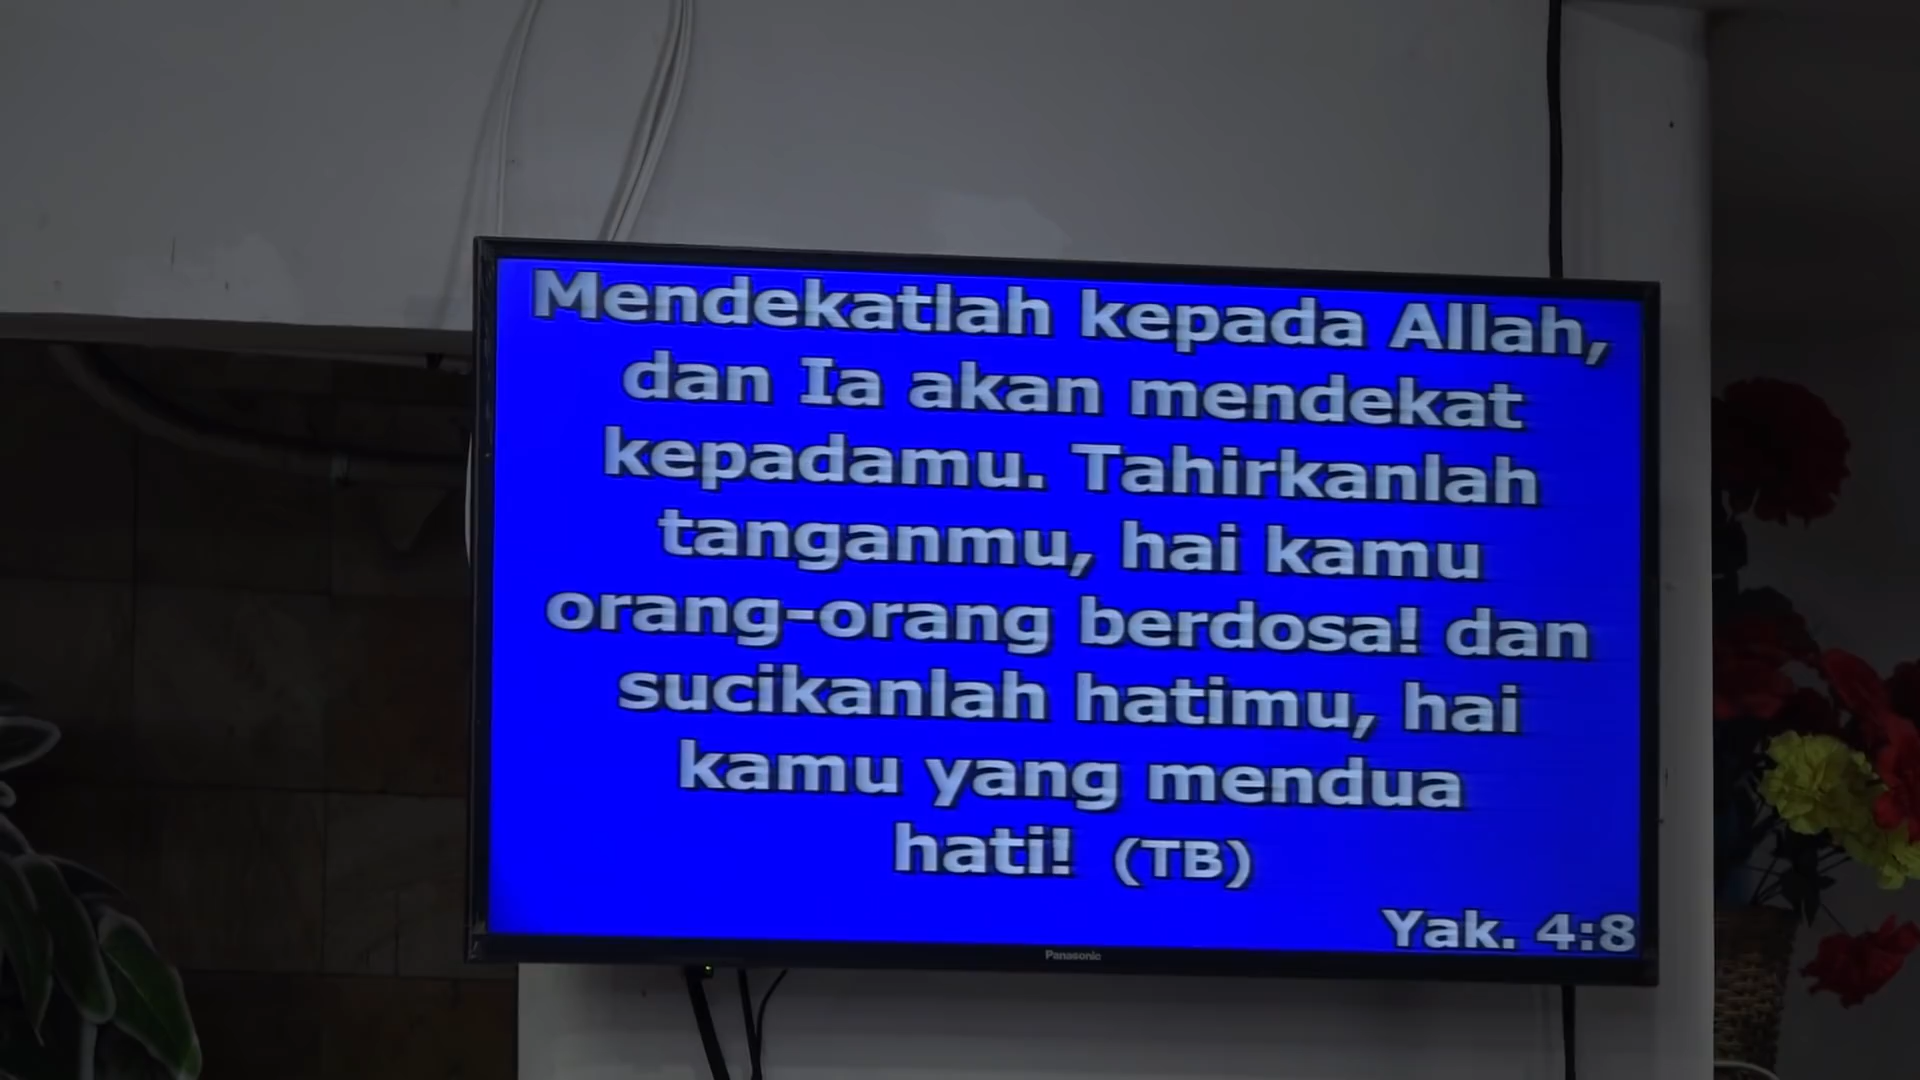 Mendekatlah kepada Allah,
dan Ia akan mendekat
kepadamu. Tahirkanlah
tanganmu, hai kamu
orang-orang berdosa! dan
sucikanlah hatimu, hai
kamu yang mendua
hati! (TB)
Yak. 4:8
Panasonic